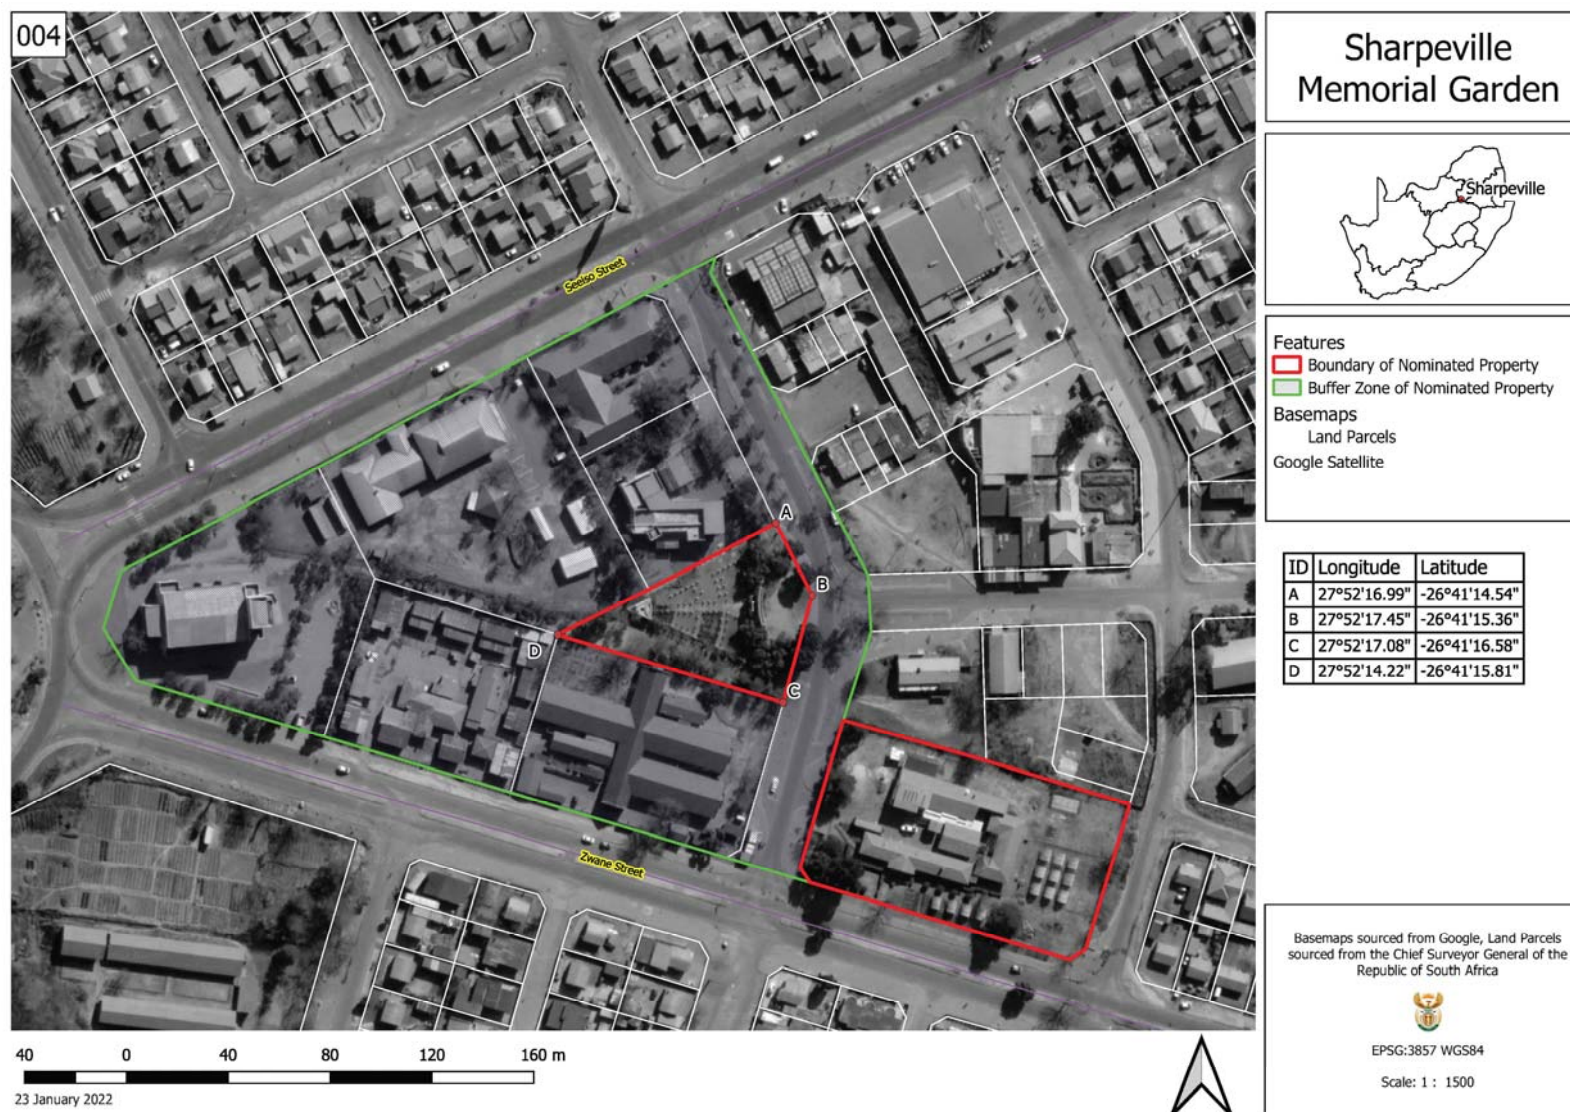 004
Sharpeville
Memorial Garden
Sharpeville
Features
Boundary of Nominated Property
Buffer Zone of Nominated Property
Basemaps
Land Parcels
Google Satellite
Seeiso Street
A
B
C
D
Zwane Street
ID Longitude Latitude
A 27°52'16.99" -26°41'14.54"
B 27°52'17.45" -26°41'15.36"
C 27°52'17.08" -26°41'16.58"
D 27°52'14.22" -26°41'15.81"
Basemaps sourced from Google, Land Parcels
sourced from the Chief Surveyor General of the
Republic of South Africa
EPSG:3857 WGS84
Scale: 1 : 1500
40 0 40 80 120 160 m
23 January 2022